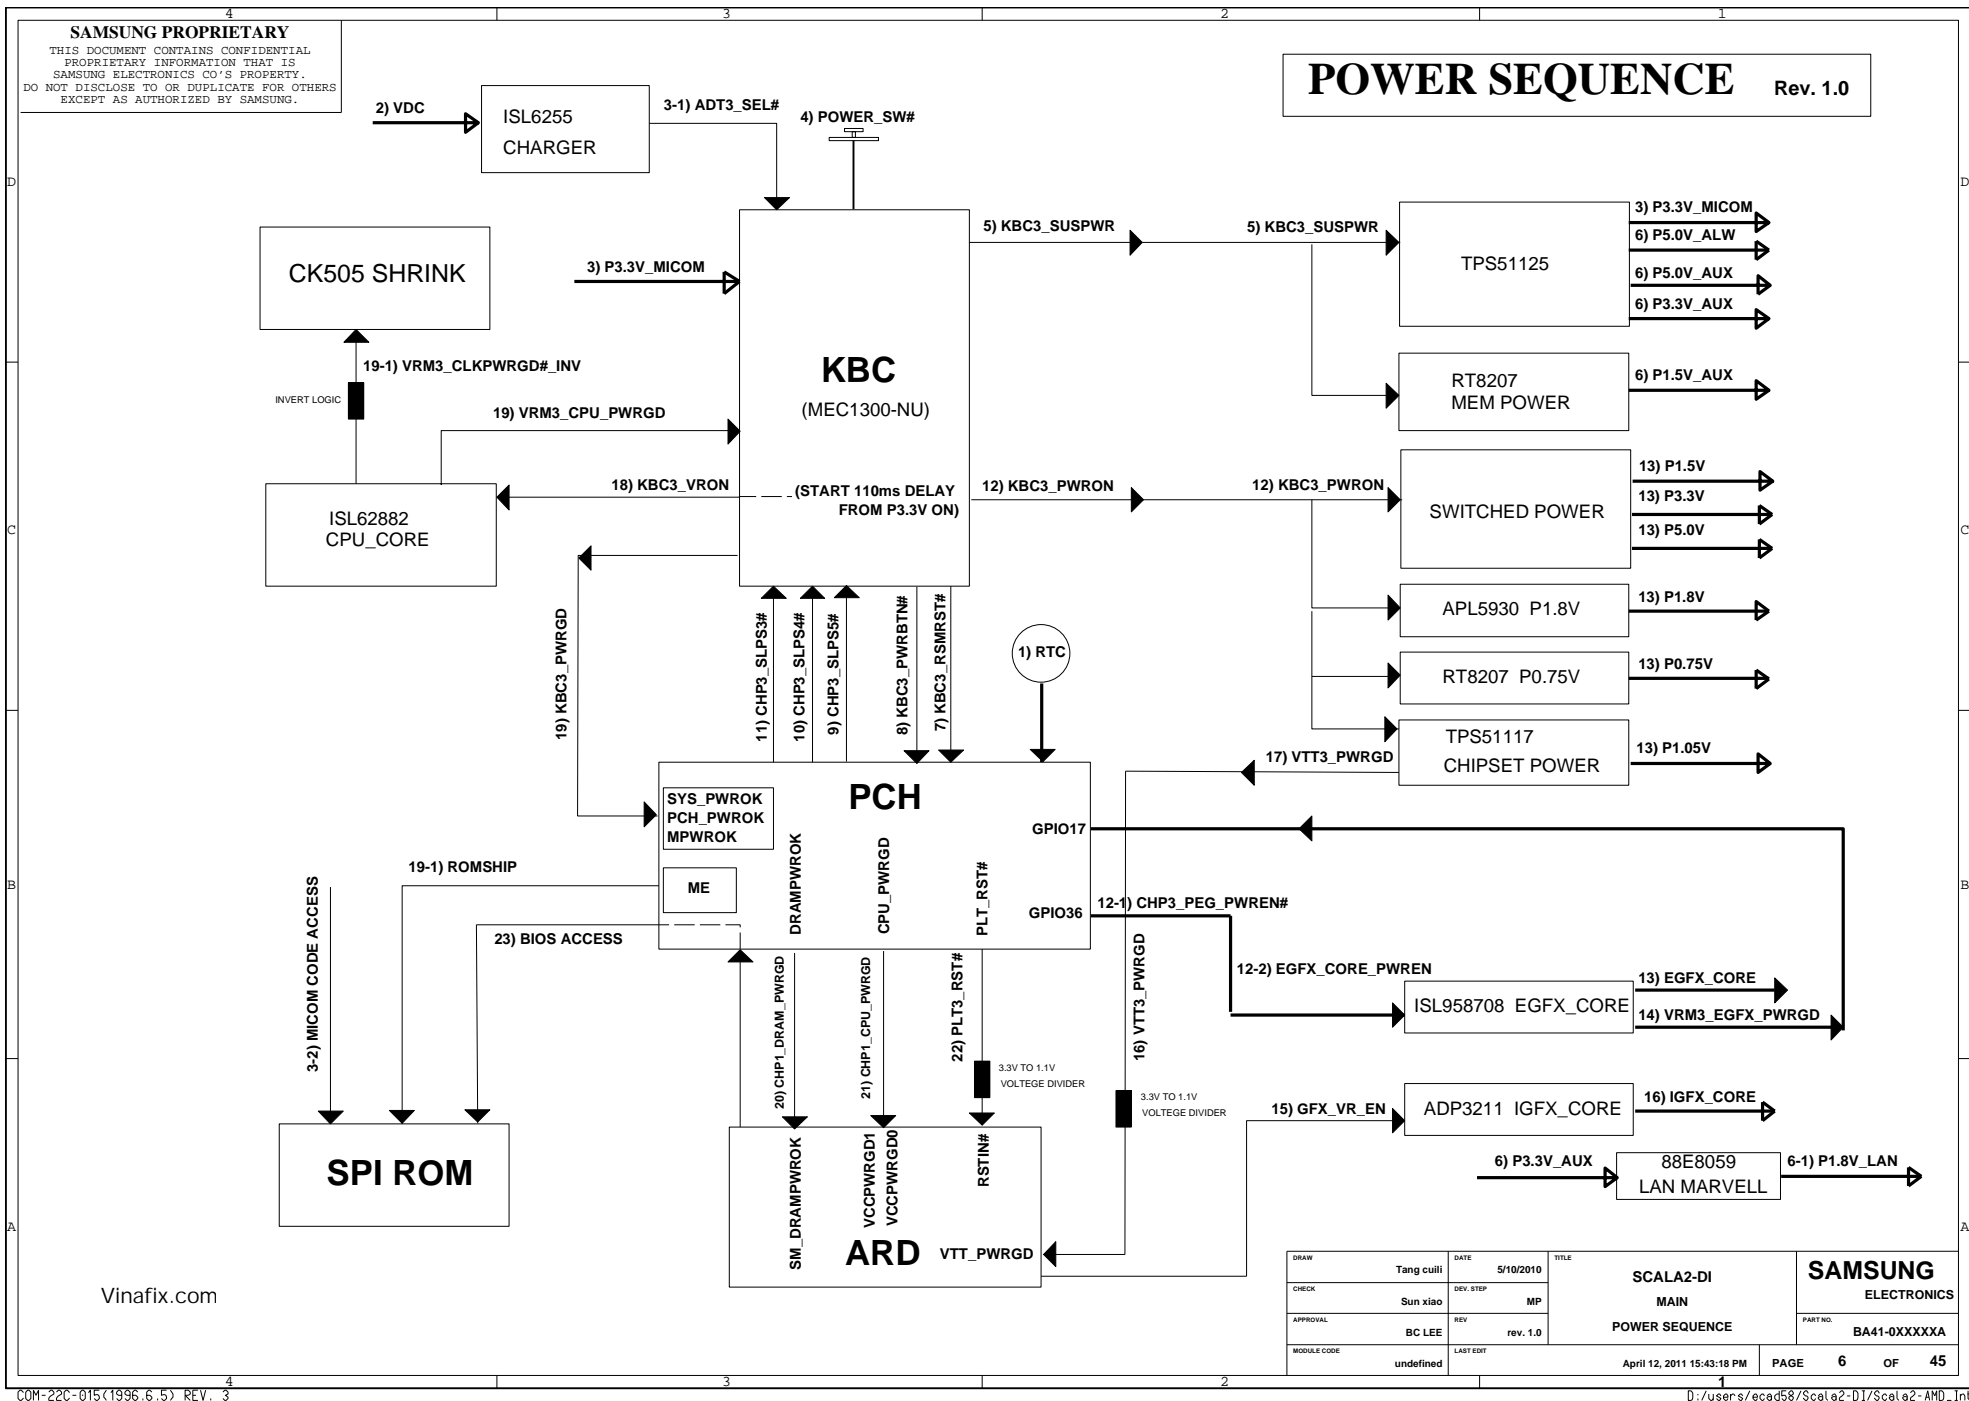 4
3
2
1
SAMSUNG PROPRIETARY
THIS DOCUMENT CONTAINS CONFIDENTIAL
PROPRIETARY INFORMATION THAT IS
SAMSUNG ELECTRONICS CO'S PROPERTY.
DO NOT DISCLOSE TO OR DUPLICATE FOR OTHERS
EXCEPT AS AUTHORIZED BY SAMSUNG.
POWER SEQUENCE Rev. 1.0
2) VDC
ISL6255
CHARGER
3-1) ADT3_SEL#
4) POWER_SW#
D
D
CK505 SHRINK
3) P3.3V_MICOM
5) KBC3_SUSPWR
5) KBC3_SUSPWR
TPS51125
3) P3.3V_MICOM
6) P5.0V_ALW
6) P5.0V_AUX
6) P3.3V_AUX
19-1) VRM3_CLKPWRGD#_INV
INVERT LOGIC
KBC
(MEC1300-NU)
RT8207
MEM POWER
6) P1.5V_AUX
19) VRM3_CPU_PWRGD
18) KBC3_VRON
(START 110ms DELAY
FROM P3.3V ON)
12) KBC3_PWRON
12) KBC3_PWRON
SWITCHED POWER
13) P1.5V
13) P3.3V
13) P5.0V
C
C
ISL62882
CPU_CORE
APL5930 P1.8V
13) P1.8V
19) KBC3_PWRGD
11) CHP3_SLPS3#
10) CHP3_SLPS4#
9) CHP3_SLPS5#
8) KBC3_PWRBTN#
7) KBC3_RSMRST#
1) RTC
RT8207 P0.75V
13) P0.75V
TPS51117
CHIPSET POWER
13) P1.05V
17) VTT3_PWRGD
PCH
SYS_PWROK
PCH_PWROK
MPWROK
GPIO17
19-1) ROMSHIP
ME
DRAMPWROK
CPU_PWRGD
PLT_RST#
GPIO36
12-1) CHP3_PEG_PWREN#
B
B
23) BIOS ACCESS
3-2) MICOM CODE ACCESS
20) CHP1_DRAM_PWRGD
21) CHP1_CPU_PWRGD
22) PLT3_RST#
16) VTT3_PWRGD
12-2) EGFX_CORE_PWREN
ISL958708 EGFX_CORE
13) EGFX_CORE
14) VRM3_EGFX_PWRGD
3.3V TO 1.1V
VOLTEGE DIVIDER
3.3V TO 1.1V
VOLTEGE DIVIDER
15) GFX_VR_EN
ADP3211 IGFX_CORE
16) IGFX_CORE
SPI ROM
SM_DRAMPWROK
VCCPWRGD1
VCCPWRGD0
RSTIN#
ARD
VTT_PWRGD
6) P3.3V_AUX
88E8059
LAN MARVELL
6-1) P1.8V_LAN
A
A
Vinafix.com
DRAW
Tang cuili
DATE
5/10/2010
TITLE
SCALA2-DI
MAIN
POWER SEQUENCE
SAMSUNG
ELECTRONICS
CHECK
Sun xiao
DEV. STEP
MP
APPROVAL
BC LEE
REV
rev. 1.0
PART NO.
BA41-0XXXXXA
MODULE CODE
undefined
LAST EDIT
April 12, 2011 15:43:18 PM
PAGE 6 OF 45
4
3
2
1
COM-22C-015(1996.6.5) REV. 3
D:/users/ecad58/Scala2-DI/Scala2-AMD_Int